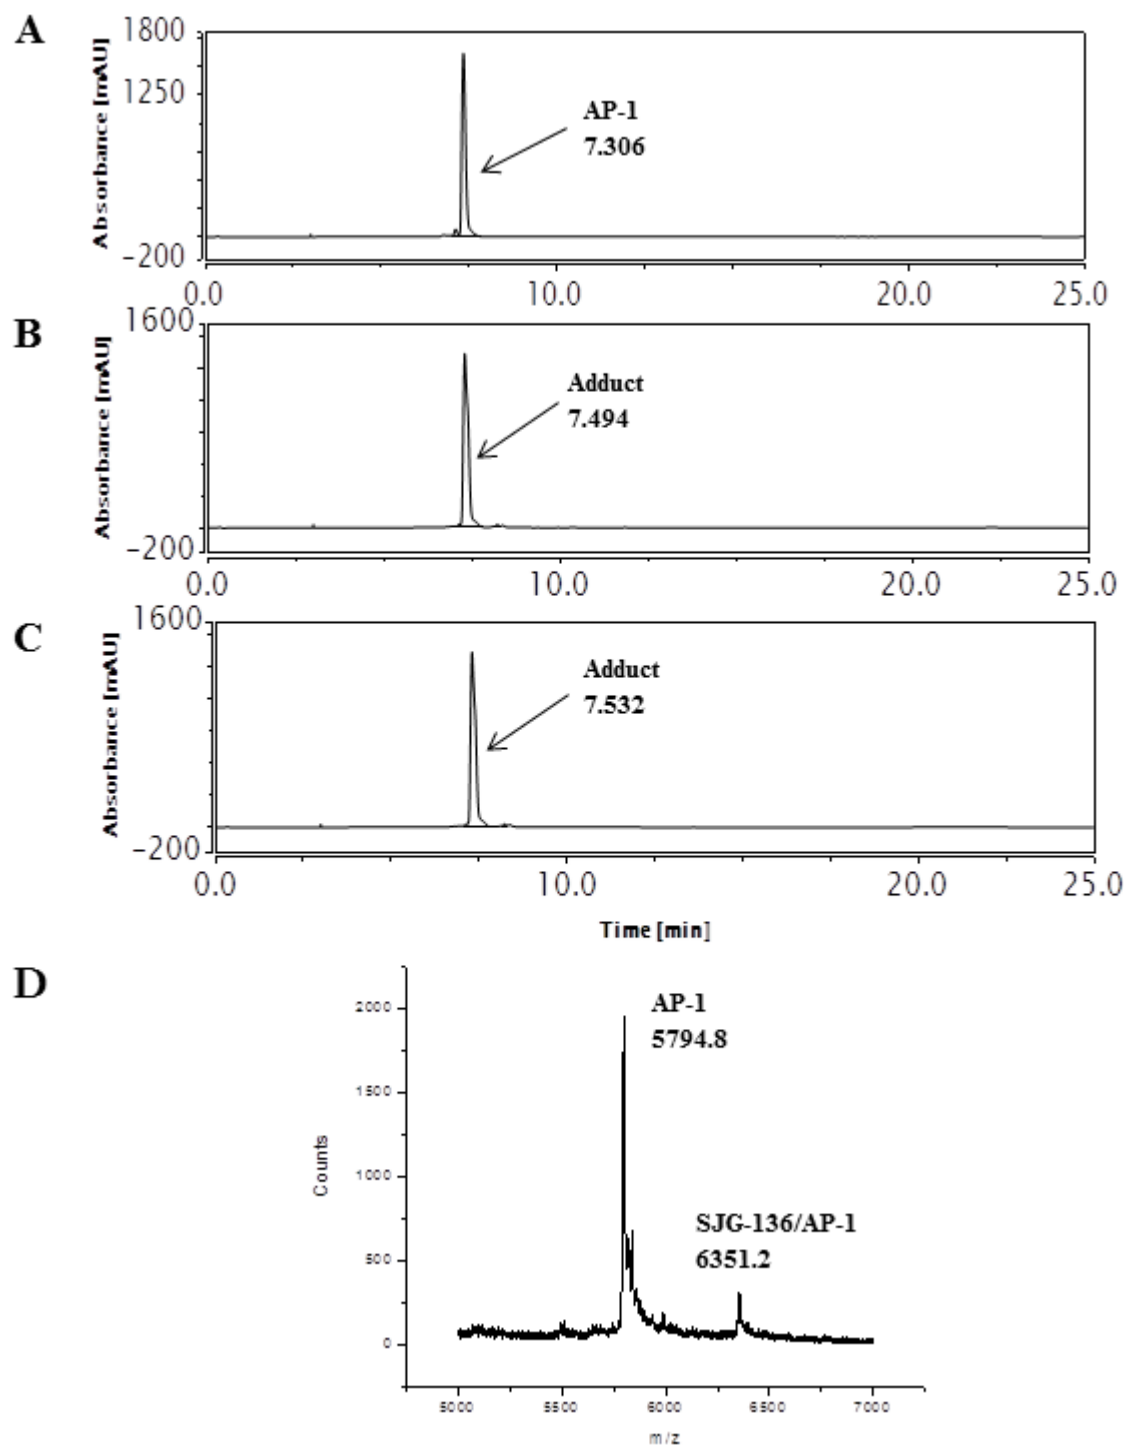 A
Absorbance [mAU]
1800
1250
-200
AP-1
7.306
0.0 10.0 20.0 25.0
B
Absorbance [mAU]
1600
-200
Adduct
7.494
0.0 10.0 20.0 25.0
C
Absorbance [mAU]
1600
-200
Adduct
7.532
0.0 10.0 20.0 25.0
Time [min]
D
Counts
2000
1500
1000
500
0
AP-1
5794.8
SJG-136/AP-1
6351.2
5000 5500 6000 6500 7000
m/z